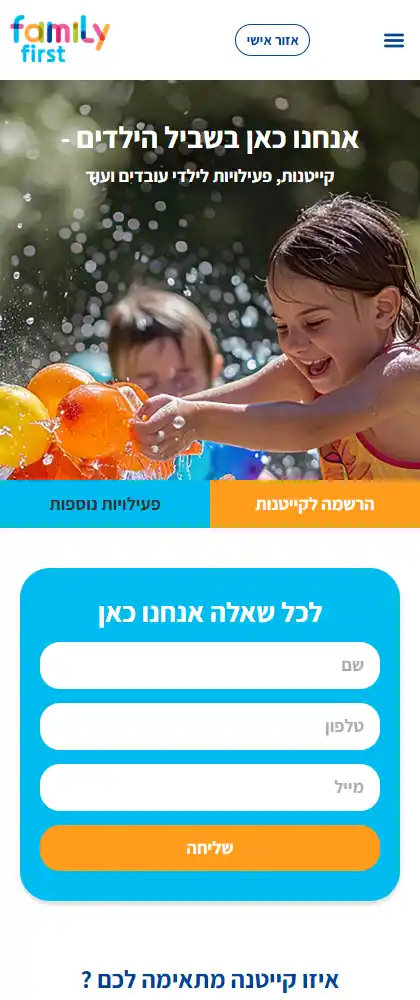 family
first
אזור אישי
אנחנו כאן בשביל הילדים -
קייטנות, פעילויות לילדי עובדים ועוד
הרשמה לקייטנות
פעילויות נוספות
לכל שאלה אנחנו כאן
שם
טלפון
מייל
שליחה
איזו קייטנה מתאימה לכם ?